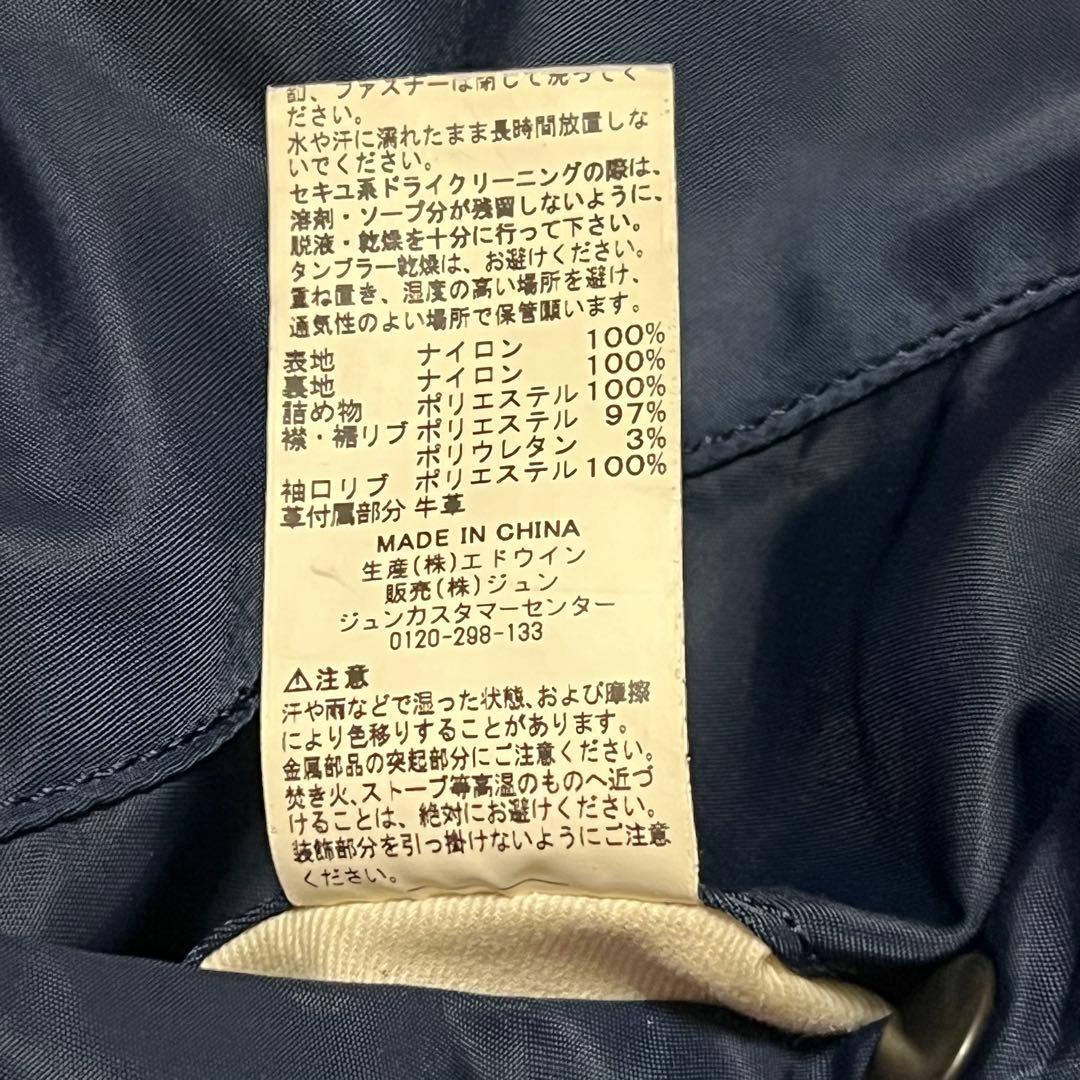 ファスナーは閉じて洗ってく
ださい。
水や汗に濡れたまま長時間放置しな
いでください。
セキユ系ドライクリーニングの際は、
溶剤・ソープ分が残留しないように、
脱液・乾燥を十分に行って下さい。
タンブラー乾燥は、お避けください。
重ね置き、湿度の高い場所を避け、
通気性のよい場所で保管願います。
表地 ナイロン 100%
裏地 ナイロン 100%
詰め物 ポリエステル 100%
襟・裾リブ ポリエステル 97%
ポリウレタン 3%
袖口リブ ポリエステル 100%
革付属部分 牛革
MADE IN CHINA
生産(株)エドウイン
販売(株)ジュン
ジュンカスタマーセンター
0120-298-133
⚠注意
汗や雨などで湿った状態、および摩擦
により色移りすることがあります。
金属部品の突起部分にご注意ください。
焚き火、ストーブ等高温のものへ近づ
けることは、絶対にお避けください。
装飾部分を引っ掛けないようにご注意
ください。